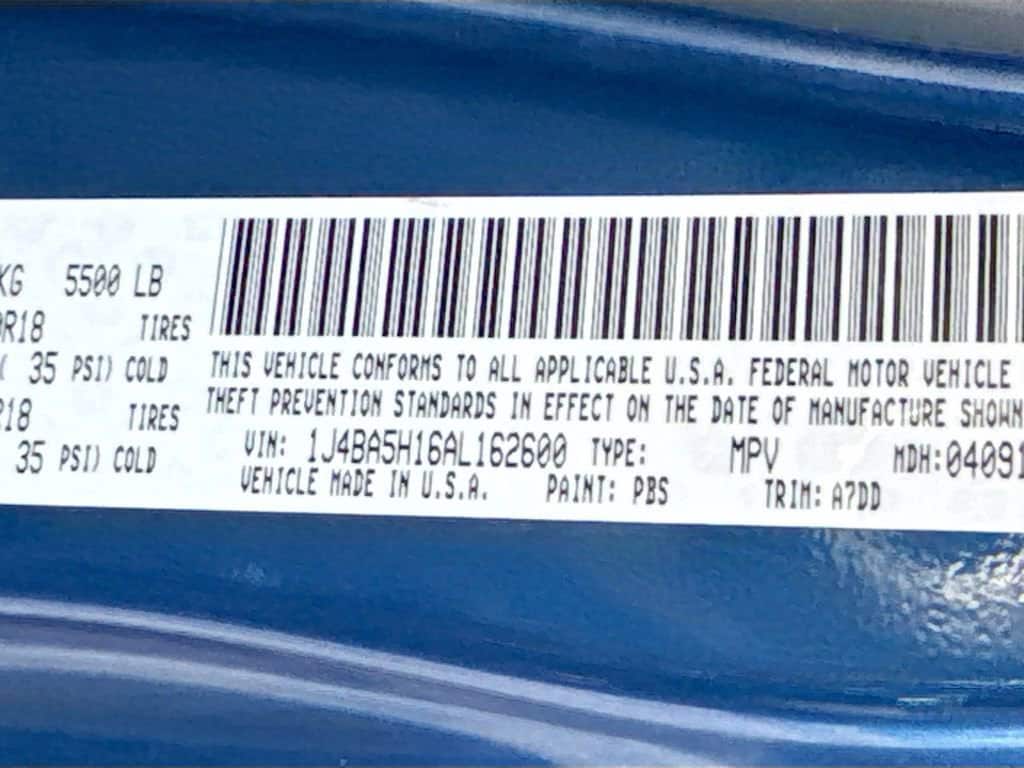 KG 5500 LB
R18 TIRES
( 35 PSI) COLD
R18 TIRES
35 PSI) COLD
THIS VEHICLE CONFORMS TO ALL APPLICABLE U.S.A. FEDERAL MOTOR VEHICLE
THEFT PREVENTION STANDARDS IN EFFECT ON THE DATE OF MANUFACTURE SHOWN
VIN: 1J4BA5H16AL162600 TYPE: MPV MDH:04091
VEHICLE MADE IN U.S.A. PAINT: PBS TRIM: A7DD